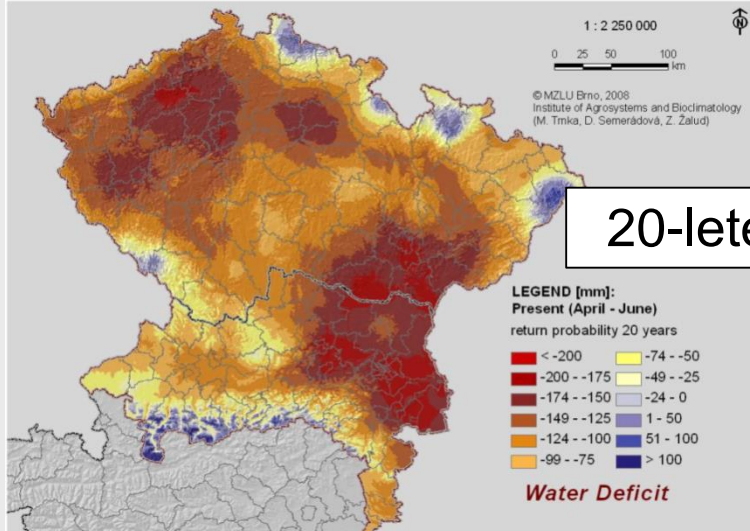 1 : 2 250 000
N
0 25 50 100
km
© MZLU Brno, 2008
Institute of Agrosystems and Bioclimatology
(M. Trnka, D. Semerádová, Z. Žalud)
20-lete
LEGEND [mm]:
Present (April - June)
return probability 20 years
< -200
-200 - -175
-174 - -150
-149 - -125
-124 - -100
-99 - -75
-74 - -50
-49 - -25
-24 - 0
1 - 50
51 - 100
> 100
Water Deficit